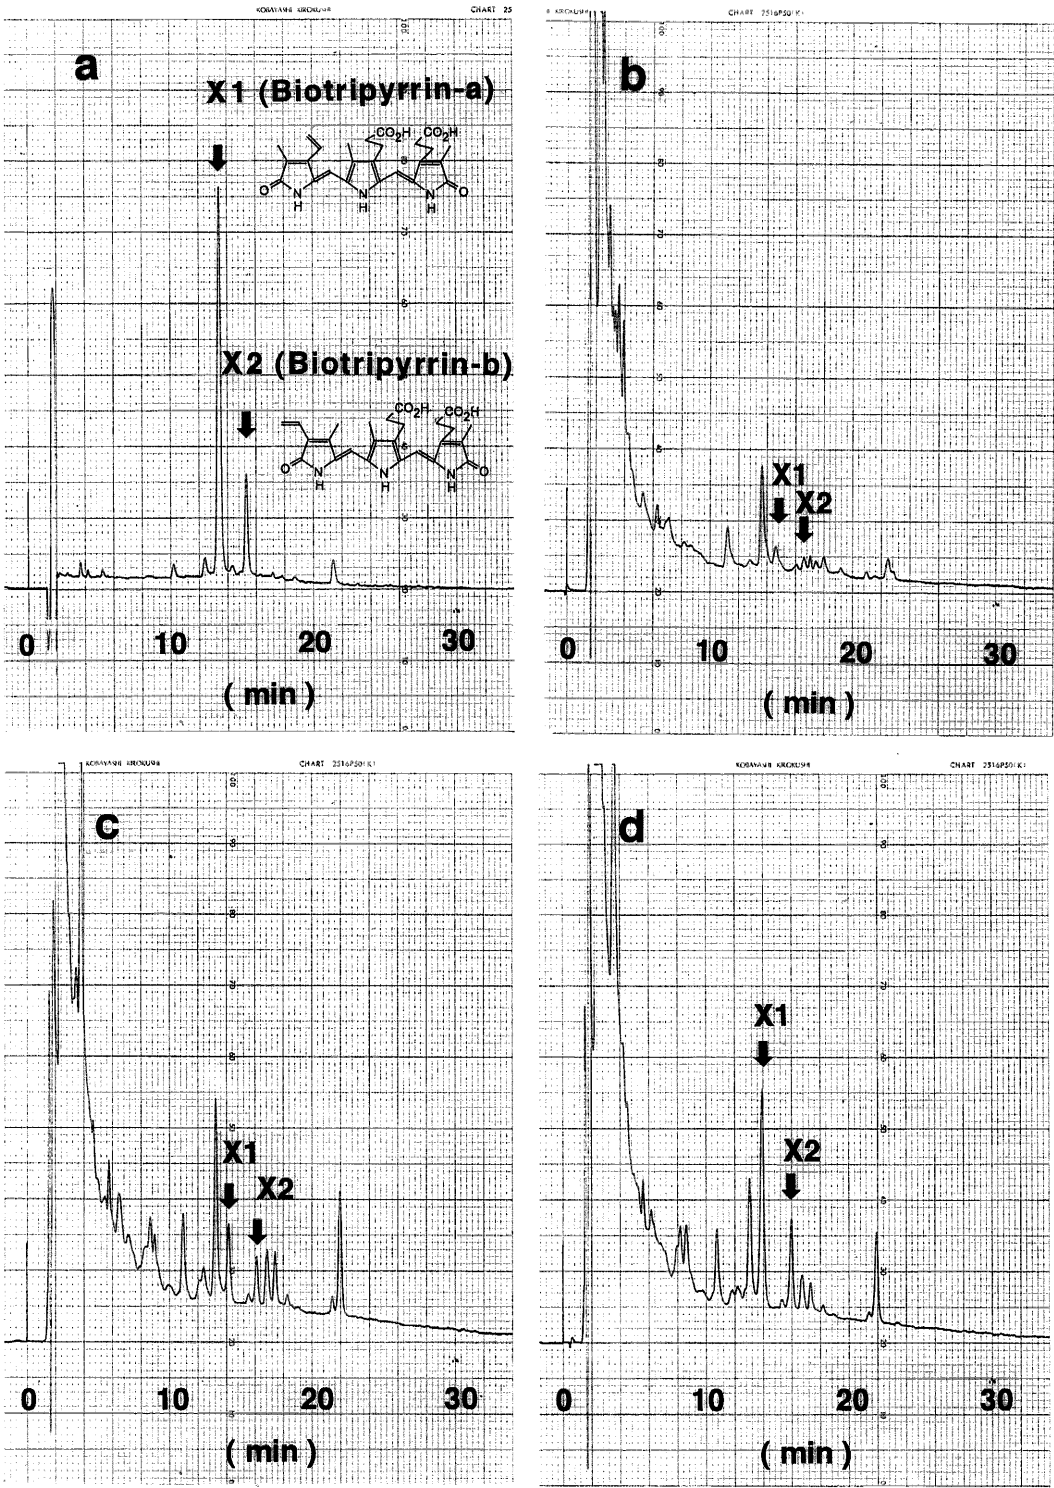 KOBAYASHI KIROKUSHI CHART 25
a
X1 (Biotripyrrin-a)
CO₂H CO₂H
O N H N H N H O
X2 (Biotripyrrin-b)
CO₂H CO₂H
O N H N H N H O
0 10 20 30
( min )
CHART 2516P50(K)
b
X1
X2
0 10 20 30
( min )
KOBAYASHI KIROKUSHI CHART 2516P50(K)
c
X1
X2
0 10 20 30
( min )
KOBAYASHI KIROKUSHI CHART 2516P50(K)
d
X1
X2
0 10 20 30
( min )